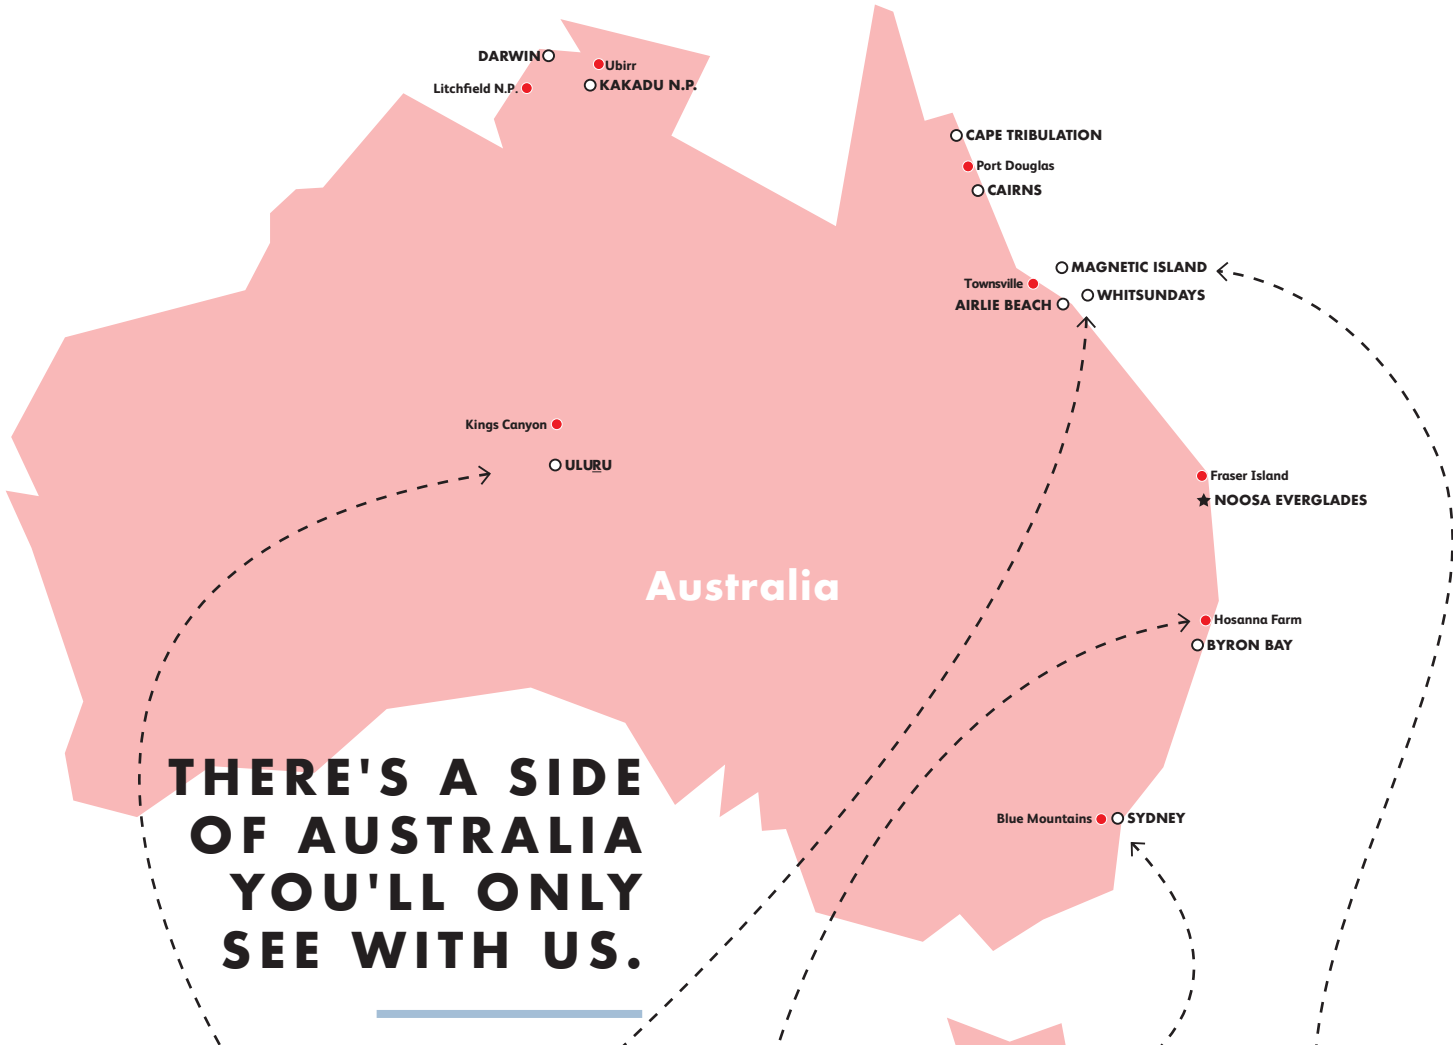 DARWIN
Ubirr
Litchfield N.P.
KAKADU N.P.
CAPE TRIBULATION
Port Douglas
CAIRNS
MAGNETIC ISLAND
Townsville
WHITSUNDAYS
AIRLIE BEACH
Kings Canyon
ULURU
Fraser Island
NOOSA EVERGLADES
Australia
Hosanna Farm
BYRON BAY
THERE'S A SIDE
OF AUSTRALIA
YOU'LL ONLY
SEE WITH US.
Blue Mountains
SYDNEY